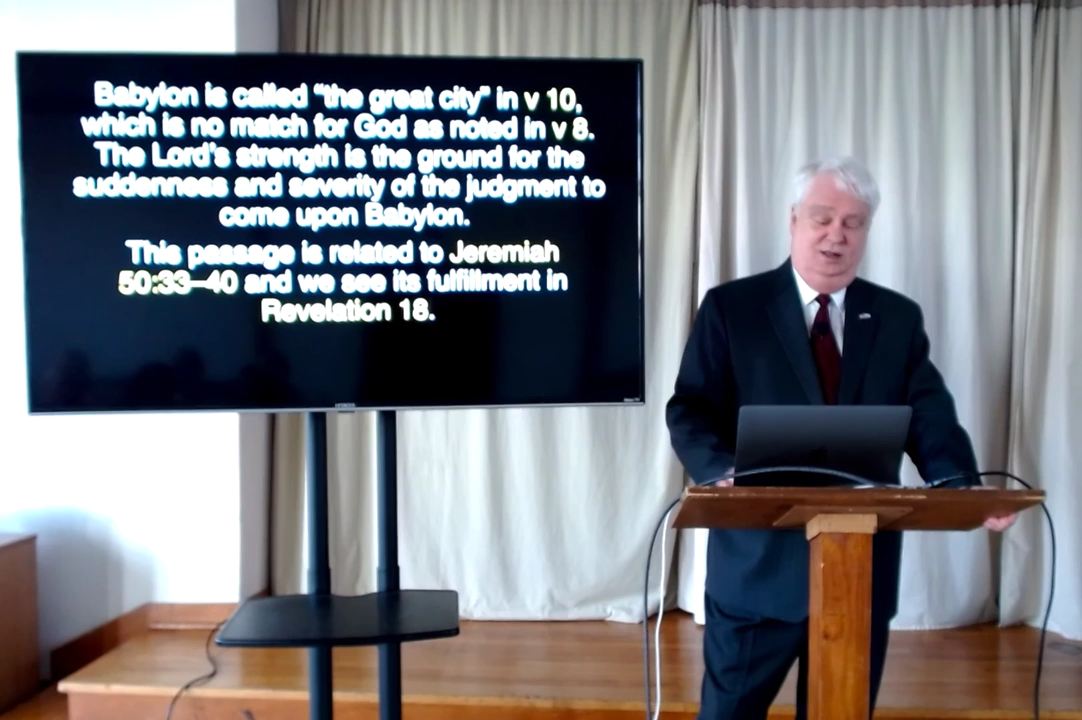 Babylon is called “the great city” in v 10,
which is no match for God as noted in v 8.
The Lord’s strength is the ground for the
suddenness and severity of the judgment to
come upon Babylon.
This passage is related to Jeremiah
50:33–40 and we see its fulfillment in
Revelation 18.